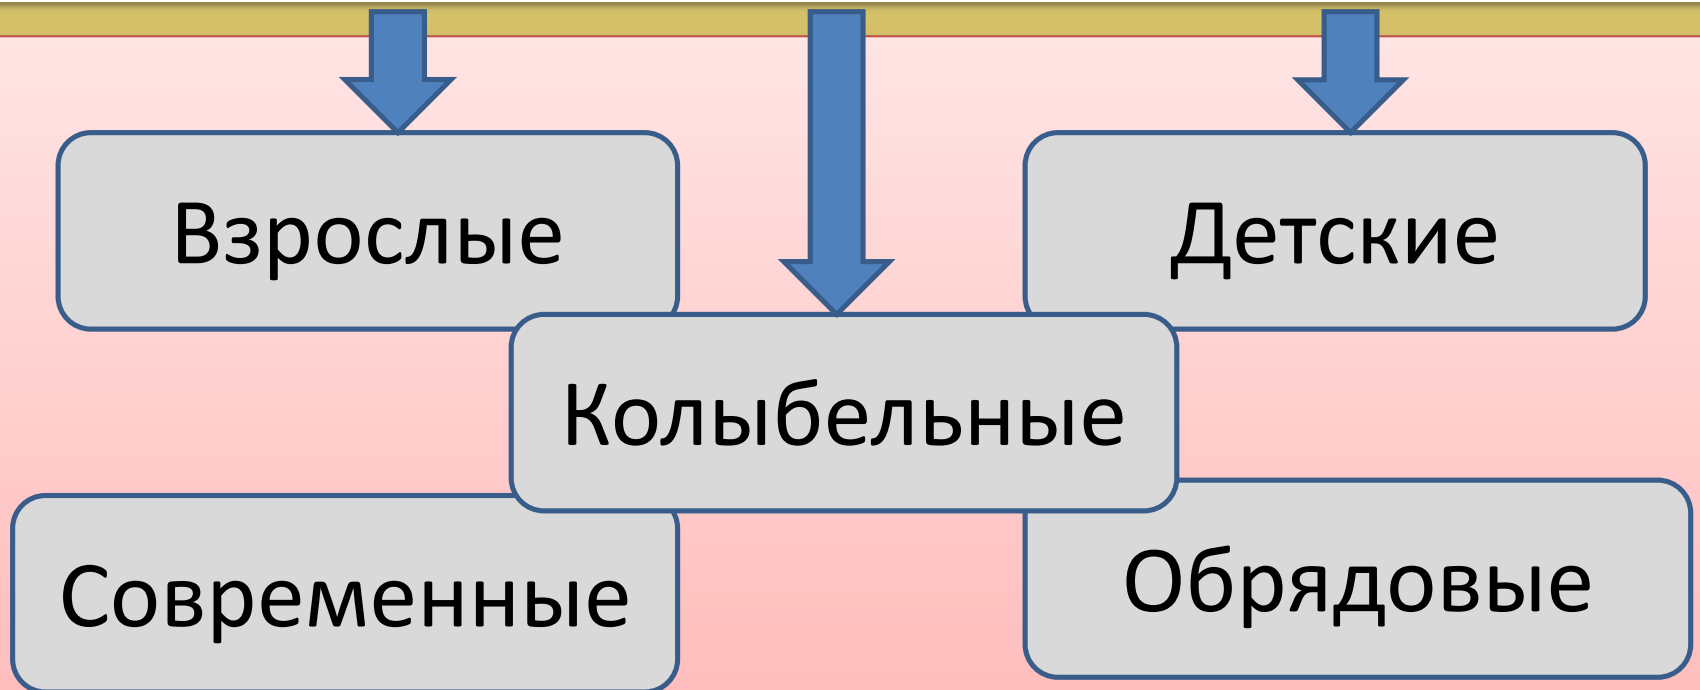 Взрослые
Детские
Колыбельные
Современные
Обрядовые